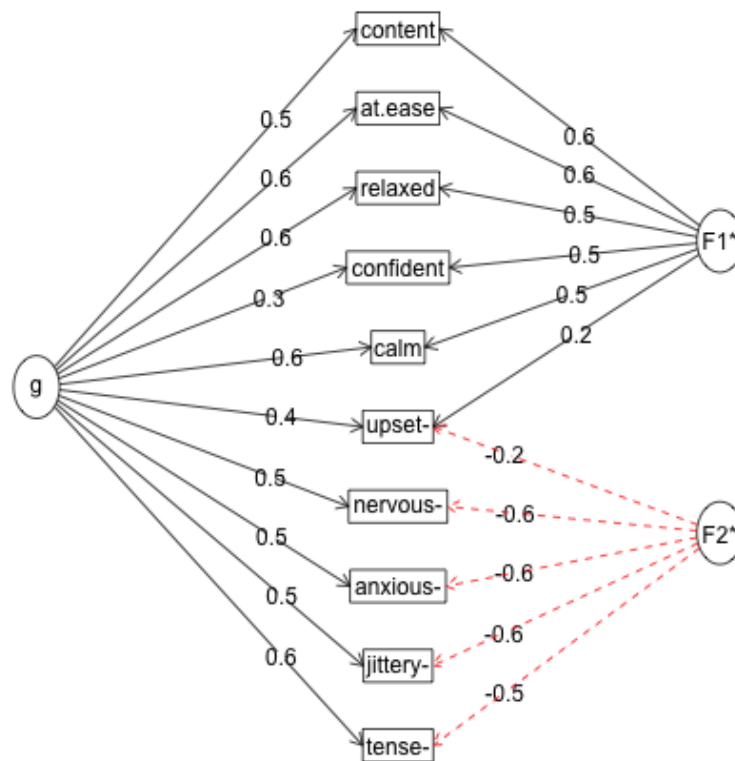 content
0.5
0.6
at.ease
0.6
0.6
relaxed
0.6
0.5
F1*
confident
0.3
0.5
calm
0.6
0.5
0.2
g
upset-
0.4
-0.2
nervous-
0.5
-0.6
F2*
anxious-
0.5
-0.6
jittery-
0.5
-0.6
0.6
-0.5
tense-